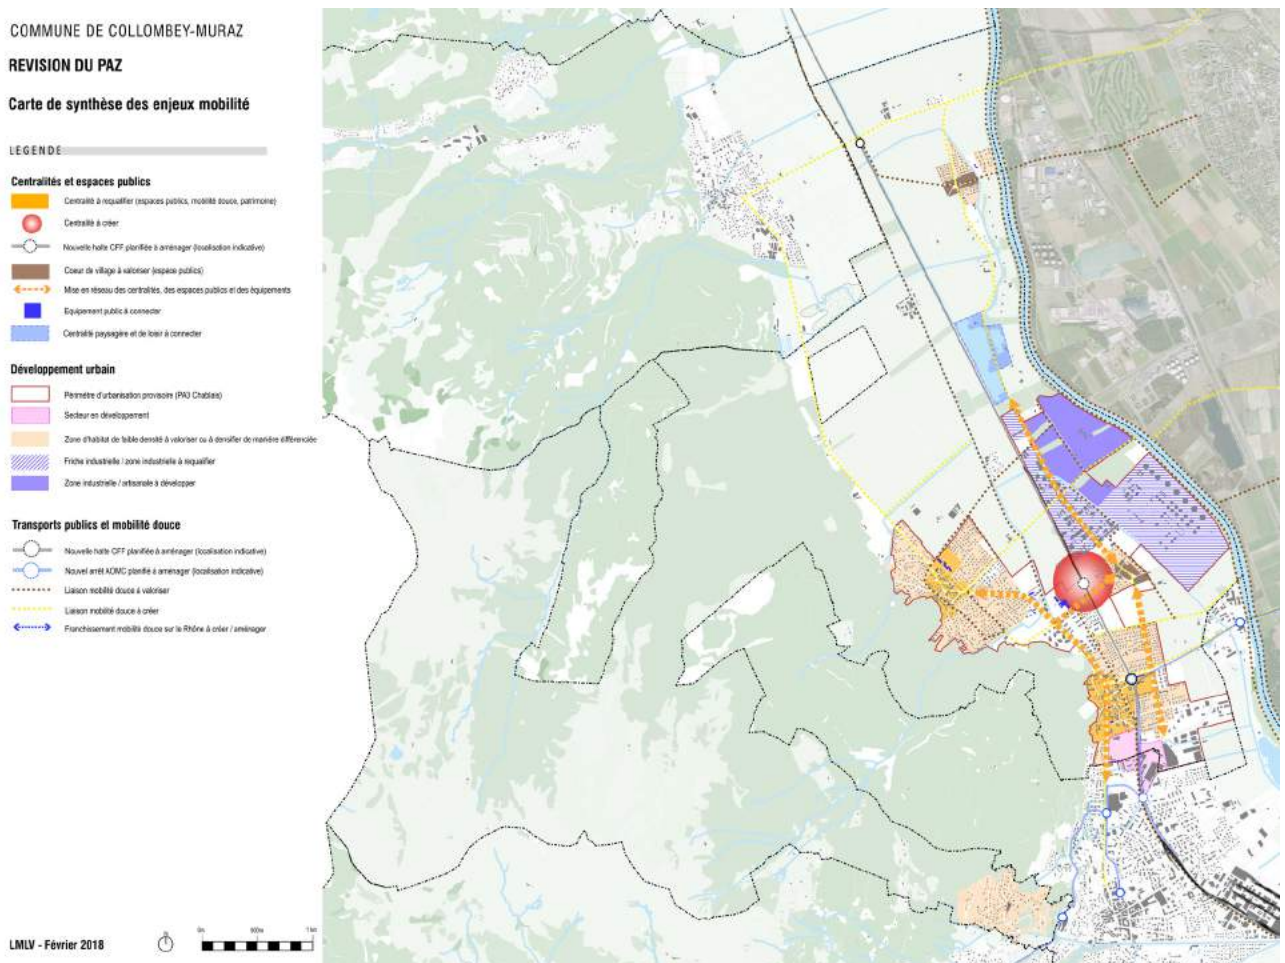 COMMUNE DE COLLOMBEY-MURAZ
REVISION DU PAZ
Carte de synthèse des enjeux mobilité
LEGENDE
Centralités et espaces publics
Centralité à requalifier (espaces publics, mobilité douce, patrimoine)
Centralité à créer
Nouvelle halte CFF planifiée à aménager (localisation indicative)
Coeur de village à valoriser (espace publics)
Mise en réseau des centralités, des espaces publics et des équipements
Equipement public à connecter
Centralité paysagère et de loisir à connecter
Développement urbain
Périmètre d'urbanisation provisoire (PA3 Chablais)
Secteur en développement
Zone d'habitat de faible densité à valoriser ou à densifier de manière différenciée
Friche industrielle / zone industrielle à requalifier
Zone industrielle / artisanale à développer
Transports publics et mobilité douce
Nouvelle halte CFF planifiée à aménager (localisation indicative)
Nouvel arrêt AOMC planifié à aménager (localisation indicative)
Liaison mobilité douce à valoriser
Liaison mobilité douce à créer
Franchissement mobilité douce sur le Rhône à créer / aménager
LMLV - Février 2018
0m 500m 1 km